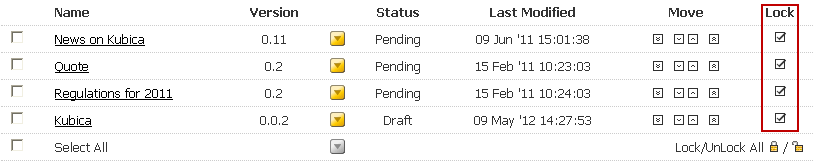 Name Version Status Last Modified Move Lock
News on Kubica 0.11 Pending 09 Jun '11 15:01:38
Quote 0.2 Pending 15 Feb '11 10:23:03
Regulations for 2011 0.2 Pending 15 Feb '11 10:24:03
Kubica 0.0.2 Draft 09 May '12 14:27:53
Select All Lock/UnLock All /